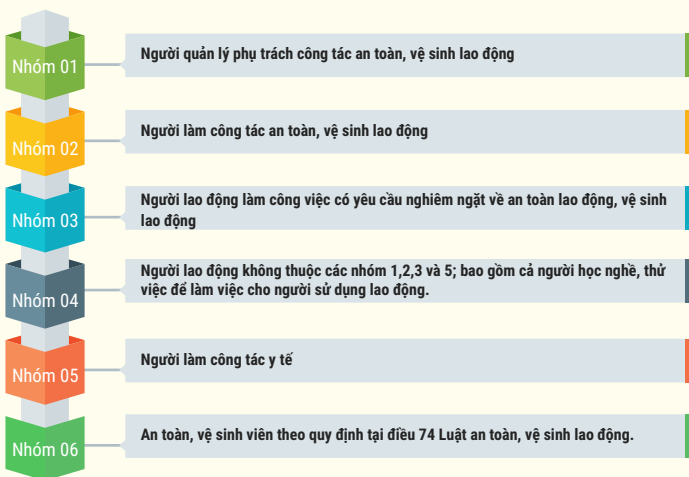 Nhóm 01
Người quản lý phụ trách công tác an toàn, vệ sinh lao động
Nhóm 02
Người làm công tác an toàn, vệ sinh lao động
Nhóm 03
Người lao động làm công việc có yêu cầu nghiêm ngặt về an toàn lao động, vệ sinh
lao động
Nhóm 04
Người lao động không thuộc các nhóm 1,2,3 và 5; bao gồm cả người học nghề, thử
việc để làm việc cho người sử dụng lao động.
Nhóm 05
Người làm công tác y tế
Nhóm 06
An toàn, vệ sinh viên theo quy định tại điều 74 Luật an toàn, vệ sinh lao động.